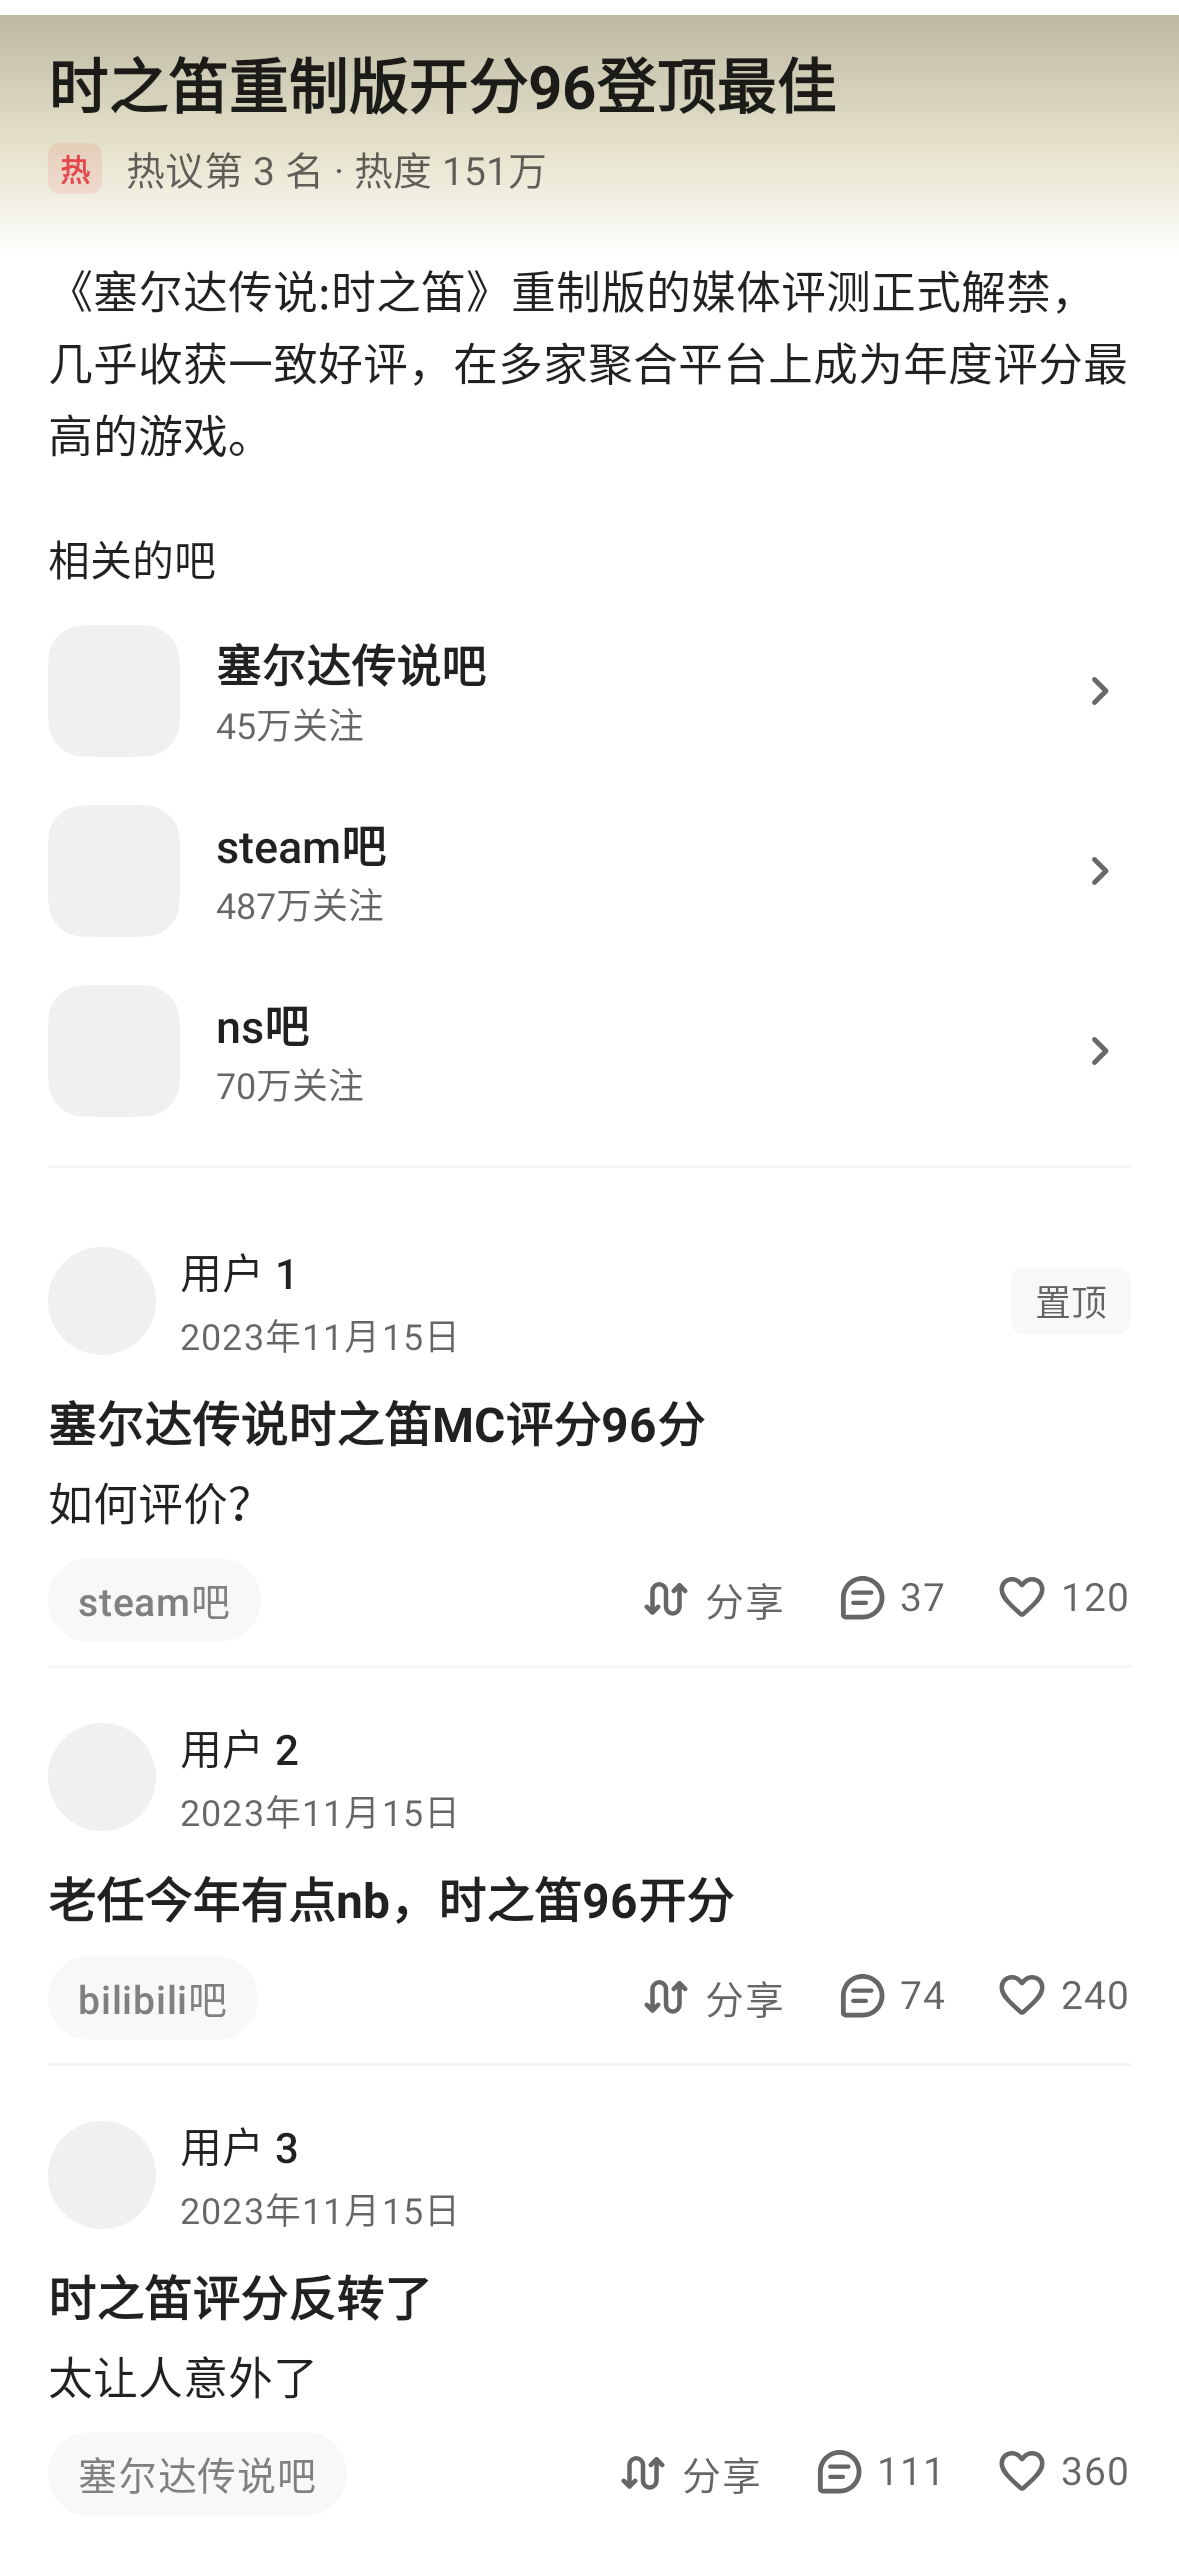 时之笛重制版开分96登顶最佳
热 热议第 3 名 · 热度 151万
《塞尔达传说:时之笛》重制版的媒体评测正式解禁，
几乎收获一致好评，在多家聚合平台上成为年度评分最
高的游戏。
相关的吧
塞尔达传说吧
45万关注
steam吧
487万关注
ns吧
70万关注
用户 1
2023年11月15日
置顶
塞尔达传说时之笛MC评分96分
如何评价？
steam吧 分享 37 120
用户 2
2023年11月15日
老任今年有点nb，时之笛96开分
bilibili吧 分享 74 240
用户 3
2023年11月15日
时之笛评分反转了
太让人意外了
塞尔达传说吧 分享 111 360